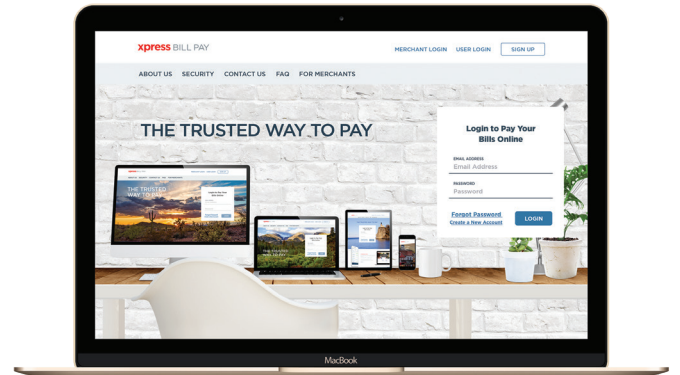 xpress BILL PAY
MERCHANT LOGIN USER LOGIN SIGN UP
ABOUT US SECURITY CONTACT US FAQ FOR MERCHANTS
THE TRUSTED WAY TO PAY
Login to Pay Your
Bills Online
EMAIL ADDRESS
Email Address
PASSWORD
Password
Forgot Password
Create a New Account
LOGIN
THE TRUSTED
WAY TO PAY
MacBook